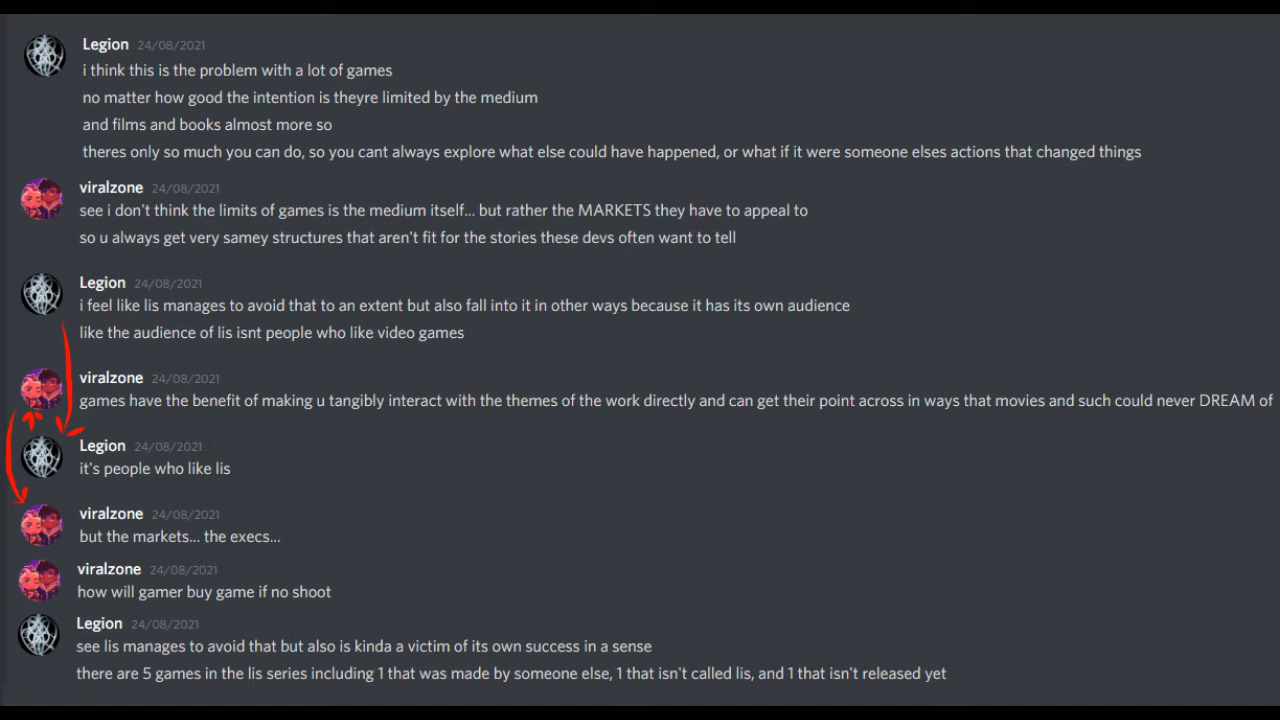 Legion 24/08/2021
i think this is the problem with a lot of games
no matter how good the intention is theyre limited by the medium
and films and books almost more so
theres only so much you can do, so you cant always explore what else could have happened, or what if it were someone elses actions that changed things
viralzone 24/08/2021
see i don't think the limits of games is the medium itself... but rather the MARKETS they have to appeal to
so u always get very samey structures that aren't fit for the stories these devs often want to tell
Legion 24/08/2021
i feel like lis manages to avoid that to an extent but also fall into it in other ways because it has its own audience
like the audience of lis isnt people who like video games
viralzone 24/08/2021
games have the benefit of making u tangibly interact with the themes of the work directly and can get their point across in ways that movies and such could never DREAM of
Legion 24/08/2021
it's people who like lis
viralzone 24/08/2021
but the markets... the execs...
viralzone 24/08/2021
how will gamer buy game if no shoot
Legion 24/08/2021
see lis manages to avoid that but also is kinda a victim of its own success in a sense
there are 5 games in the lis series including 1 that was made by someone else, 1 that isn't called lis, and 1 that isn't released yet